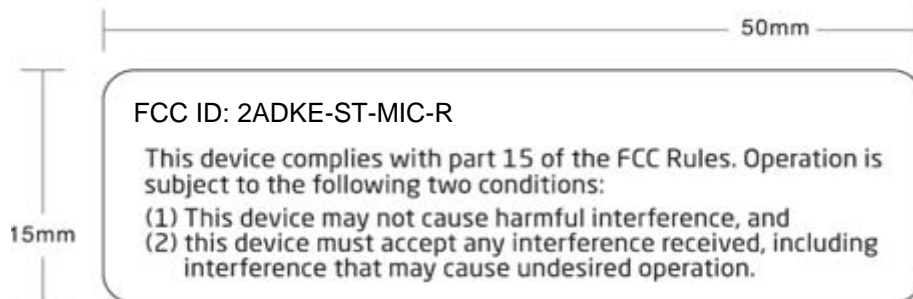 50mm
FCC ID: 2ADKE-ST-MIC-R
This device complies with part 15 of the FCC Rules. Operation is
subject to the following two conditions:
(1) This device may not cause harmful interference, and
15mm
(2) this device must accept any interference received, including
interference that may cause undesired operation.